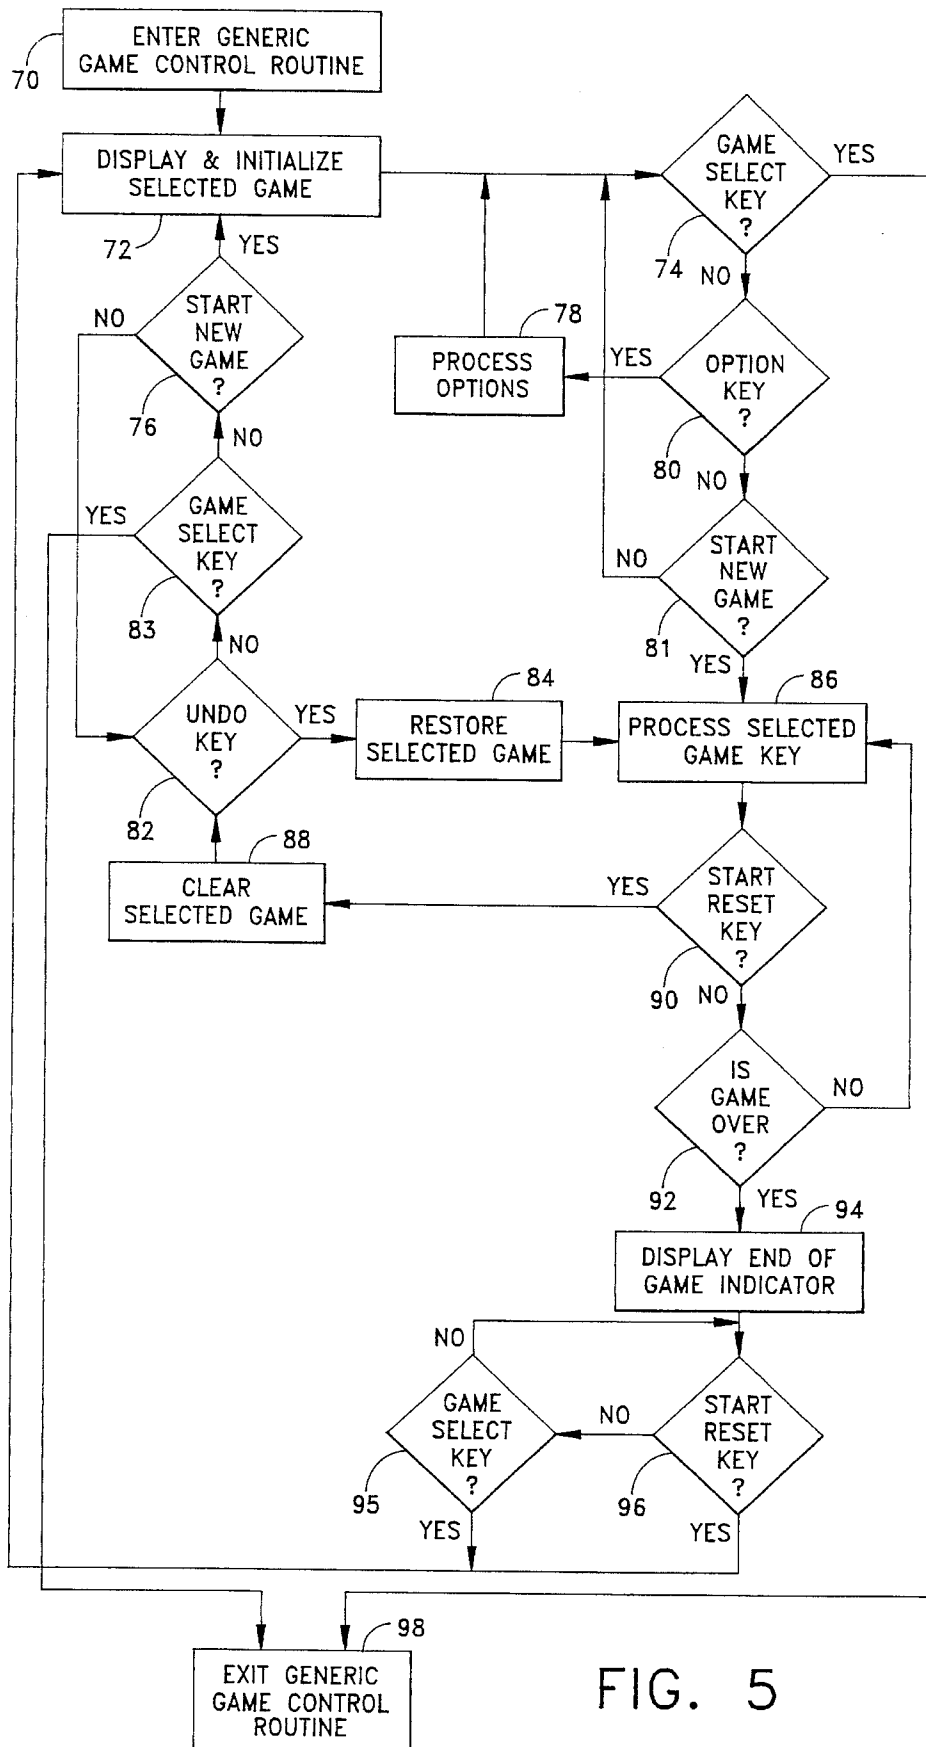 ENTER GENERIC
GAME CONTROL ROUTINE
70
DISPLAY & INITIALIZE
SELECTED GAME
72
YES
GAME
SELECT
KEY
?
YES
74
NO
START
NEW
GAME
?
NO
76
NO
78
PROCESS
OPTIONS
YES
OPTION
KEY
?
80
NO
GAME
SELECT
KEY
?
YES
83
NO
START
NEW
GAME
?
NO
81
YES
UNDO
KEY
?
YES
82
84
RESTORE
SELECTED GAME
86
PROCESS SELECTED
GAME KEY
88
CLEAR
SELECTED GAME
YES
START
RESET
KEY
?
90
NO
IS
GAME
OVER
?
NO
92
YES
94
DISPLAY END OF
GAME INDICATOR
NO
GAME
SELECT
KEY
?
95
YES
NO
START
RESET
KEY
?
96
YES
98
EXIT GENERIC
GAME CONTROL
ROUTINE
FIG. 5